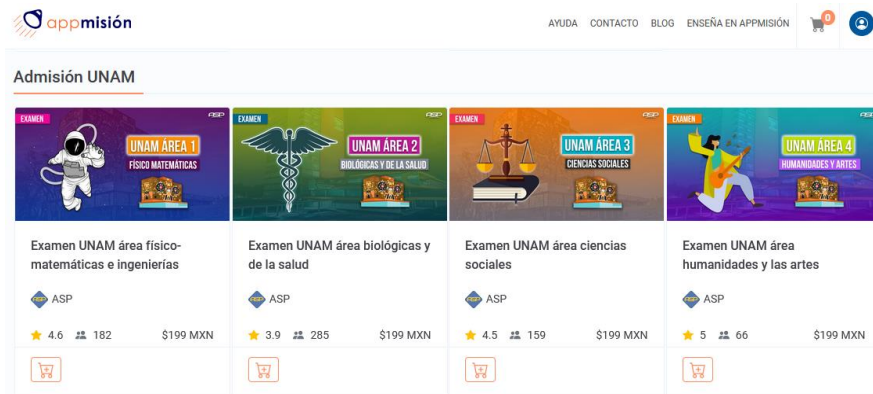 appmisión
AYUDA CONTACTO BLOG ENSEÑA EN APPMISIÓN 0
Admisión UNAM
EXAMEN
ASP
UNAM ÁREA 1
FÍSICO MATEMÁTICAS
Examen UNAM área físico-
matemáticas e ingenierías
ASP
4.6 182 $199 MXN
EXAMEN
ASP
UNAM ÁREA 2
BIOLÓGICAS Y DE LA SALUD
Examen UNAM área biológicas y
de la salud
ASP
3.9 285 $199 MXN
EXAMEN
ASP
UNAM ÁREA 3
CIENCIAS SOCIALES
Examen UNAM área ciencias
sociales
ASP
4.5 159 $199 MXN
EXAMEN
ASP
UNAM ÁREA 4
HUMANIDADES Y ARTES
Examen UNAM área
humanidades y las artes
ASP
5 66 $199 MXN